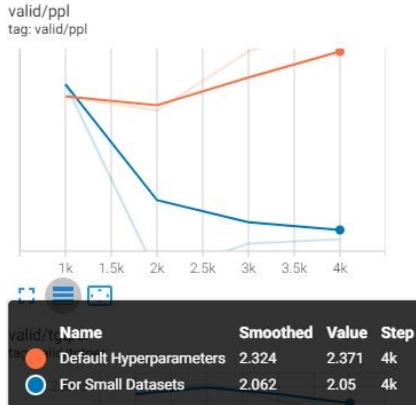 valid/ppl
tag: valid/ppl
1k 1.5k 2k 2.5k 3k 3.5k 4k
Name Smoothed Value Step
Default Hyperparameters 2.324 2.371 4k
For Small Datasets 2.062 2.05 4k